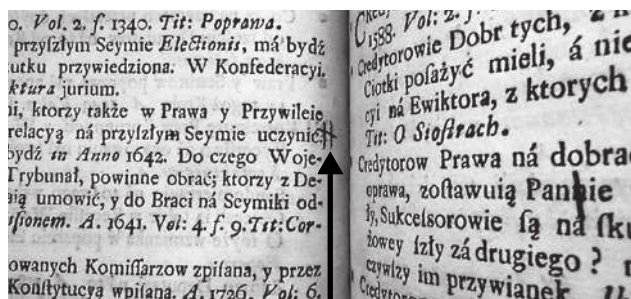 o. Vol. 2. f. 1340. Tit: Poprawa.
przyſzłym Seymie Electionis, má bydź
utku przywiedziona. W Konfederacyi.
ktura jurium.
ni, ktorzy także w Prawa y Przywileie
relacyą ná przyſzłym Seymie uczynić
bydź in Anno 1642. Do czego Woje-
Trybunał, powinne obrać; ktorzy z De-
aią umowić, y do Braci ná Seymiki od-
ſſionem. A. 1641. Vol: 4. f. 9. Tit: Cor-
owanych Komiſſarzow zpiſana, y przez
Konſtytucyą wpiſana. A. 1726. Vol: 6.
1588. Vol: 2.
Credytorowie Dobr tych,
Ciotki poſażyć mieli, á nie
cyi ná Ewiktora, z ktorych
Tit: O Sioſtrach.
Credytorow Prawa ná dobra
oprawa, zoſtawuią Pannie
ły, Sukceſsorowie ſą ná
żowey ſzły zá drugiego ?
czywſzy im przywianek